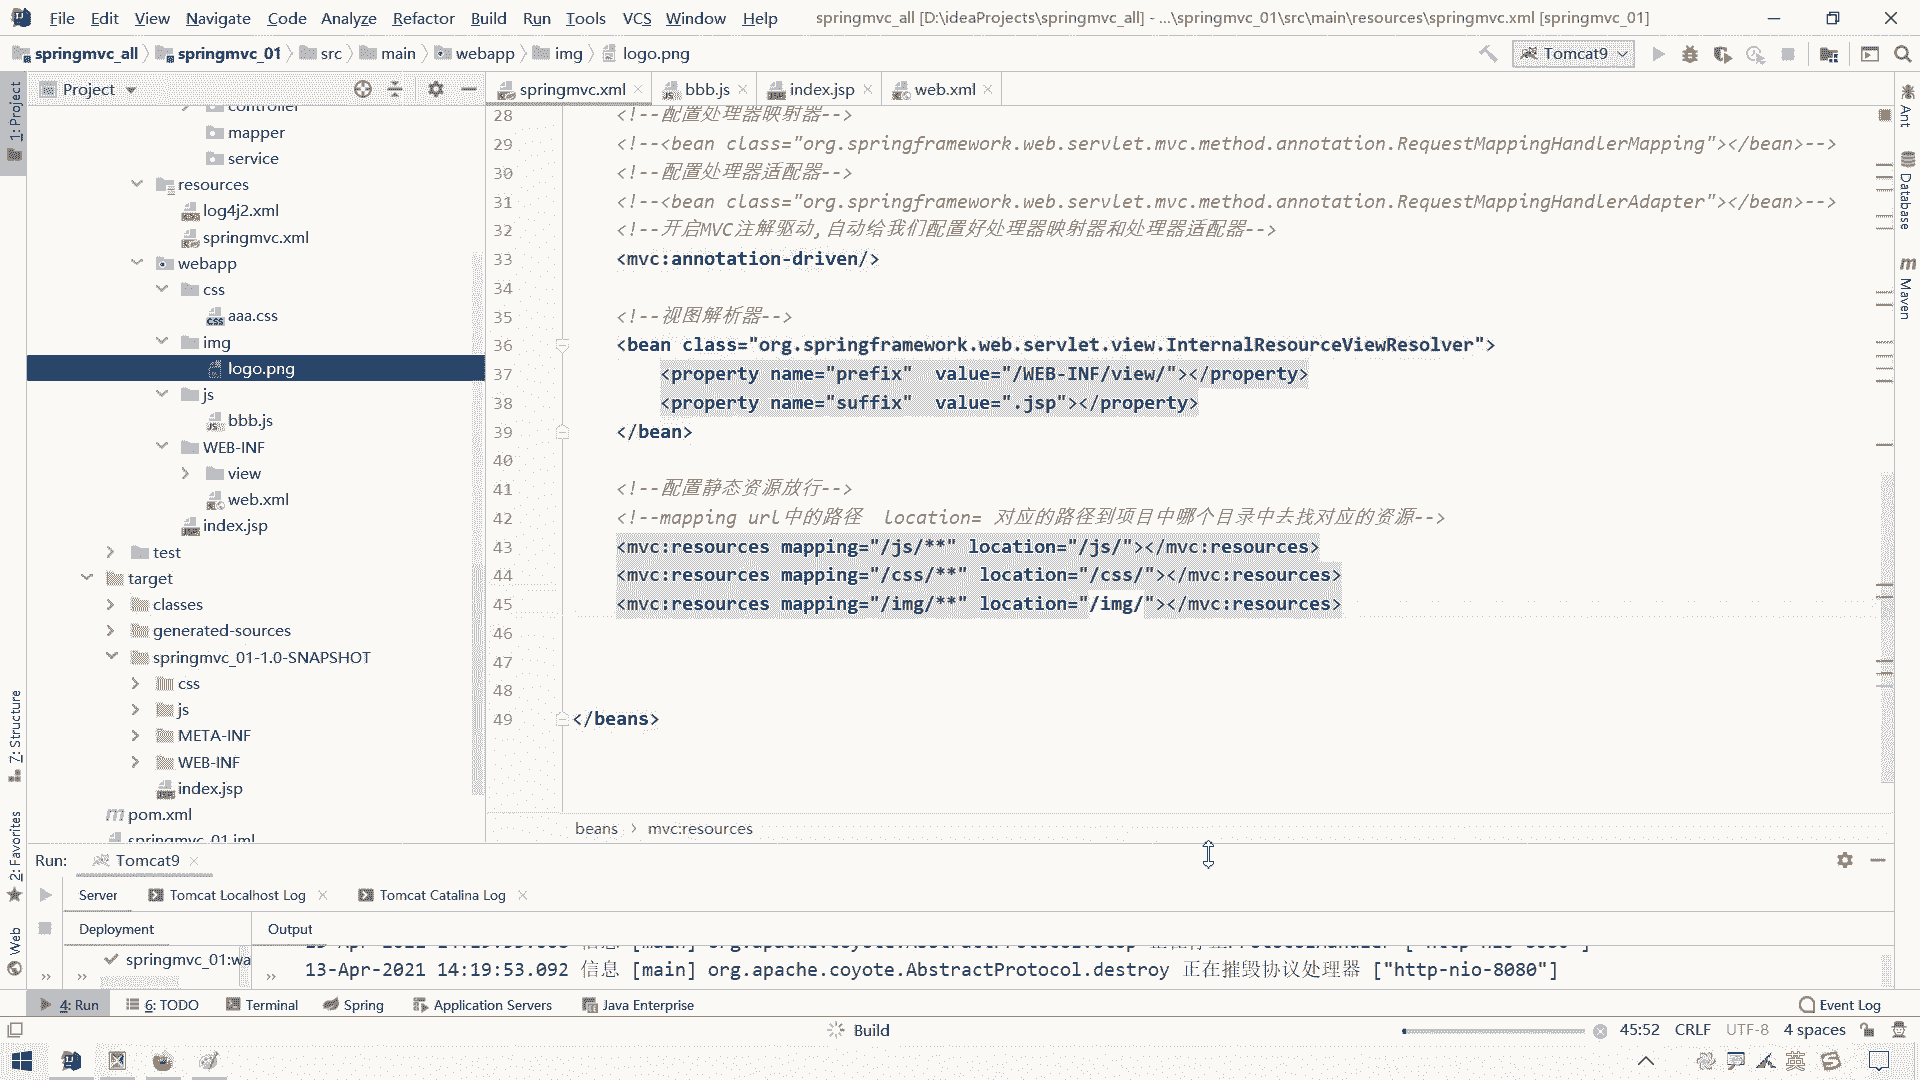 File Edit View Navigate Code Analyze Refactor Build Run Tools VCS Window Help springmvc_all [D:\ideaProjects\springmvc_all] - ...\springmvc_01\src\main\resources\springmvc.xml [springmvc_01]
springmvc_all springmvc_01 src main webapp img logo.png Tomcat9
1: Project
Project
springmvc.xml bbb.js index.jsp web.xml
controller
mapper
service
resources
log4j2.xml
springmvc.xml
webapp
css
aaa.css
img
logo.png
js
bbb.js
WEB-INF
view
web.xml
index.jsp
test
target
classes
generated-sources
springmvc_01-1.0-SNAPSHOT
css
js
META-INF
WEB-INF
index.jsp
pom.xml
springmvc_01.iml
28 <!--配置处理器映射器-->
29 <!--<bean class="org.springframework.web.servlet.mvc.method.annotation.RequestMappingHandlerMapping"></bean>-->
30 <!--配置处理器适配器-->
31 <!--<bean class="org.springframework.web.servlet.mvc.method.annotation.RequestMappingHandlerAdapter"></bean>-->
32 <!--开启MVC注解驱动,自动给我们配置好处理器映射器和处理器适配器-->
33 <mvc:annotation-driven/>
34
35 <!--视图解析器-->
36 <bean class="org.springframework.web.servlet.view.InternalResourceViewResolver">
37 <property name="prefix"  value="/WEB-INF/view/"></property>
38 <property name="suffix"  value=".jsp"></property>
39 </bean>
40
41 <!--配置静态资源放行-->
42 <!--mapping url中的路径  location= 对应的路径到项目中哪个目录中去找对应的资源-->
43 <mvc:resources mapping="/js/**" location="/js/"></mvc:resources>
44 <mvc:resources mapping="/css/**" location="/css/"></mvc:resources>
45 <mvc:resources mapping="/img/**" location="/img/"></mvc:resources>
46
47
48
49 </beans>
beans mvc:resources
Ant
Database
Maven
7: Structure
2: Favorites
Web
Run: Tomcat9
Server Tomcat Localhost Log Tomcat Catalina Log
Deployment Output
springmvc_01:wa
13-Apr-2021 14:19:53.092 信息 [main] org.apache.coyote.AbstractProtocol.destroy 正在摧毁协议处理器 ["http-nio-8080"]
4: Run 6: TODO Terminal Spring Application Servers Java Enterprise Event Log
Build 45:52 CRLF UTF-8 4 spaces
英